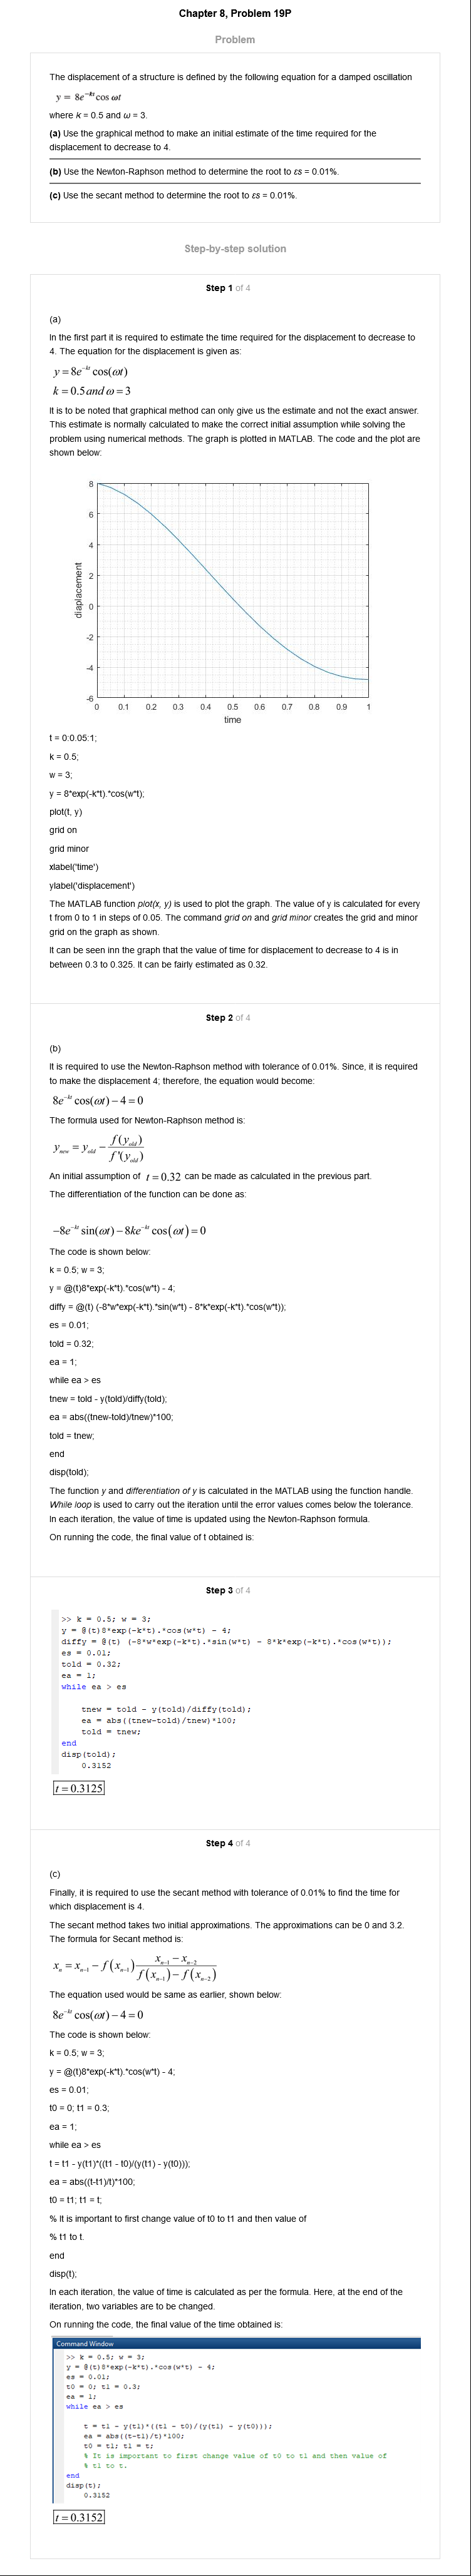 Chapter 8, Problem 19P
Problem
The displacement of a structure is defined by the following equation for a damped oscillation
y = 8e^{-kt} cos ωt
where k = 0.5 and ω = 3.
(a) Use the graphical method to make an initial estimate of the time required for the
displacement to decrease to 4.
(b) Use the Newton-Raphson method to determine the root to εs = 0.01%.
(c) Use the secant method to determine the root to εs = 0.01%.
Step-by-step solution
Step 1 of 4
(a)
In the first part it is required to estimate the time required for the displacement to decrease to
4. The equation for the displacement is given as:
y = 8e^{-kt} cos(ωt)
k = 0.5 and ω = 3
It is to be noted that graphical method can only give us the estimate and not the exact answer.
This estimate is normally calculated to make the correct initial assumption while solving the
problem using numerical methods. The graph is plotted in MATLAB. The code and the plot are
shown below:
8
6
4
2
0
-2
-4
-6
diaplacement
0 0.1 0.2 0.3 0.4 0.5 0.6 0.7 0.8 0.9 1
time
t = 0:0.05:1;
k = 0.5;
w = 3;
y = 8*exp(-k*t).*cos(w*t);
plot(t, y)
grid on
grid minor
xlabel('time')
ylabel('displacement')
The MATLAB function plot(x, y) is used to plot the graph. The value of y is calculated for every
t from 0 to 1 in steps of 0.05. The command grid on and grid minor creates the grid and minor
grid on the graph as shown.
It can be seen inn the graph that the value of time for displacement to decrease to 4 is in
between 0.3 to 0.325. It can be fairly estimated as 0.32.
Step 2 of 4
(b)
It is required to use the Newton-Raphson method with tolerance of 0.01%. Since, it is required
to make the displacement 4; therefore, the equation would become:
8e^{-kt} cos(ωt) − 4 = 0
The formula used for Newton-Raphson method is:
y_{new} = y_{old} − f(y_{old}) / f'(y_{old})
An initial assumption of t = 0.32 can be made as calculated in the previous part.
The differentiation of the function can be done as:
−8e^{-kt} sin(ωt) − 8ke^{-kt} cos(ωt) = 0
The code is shown below:
k = 0.5; w = 3;
y = @(t)8*exp(-k*t).*cos(w*t) - 4;
diffy = @(t) (-8*w*exp(-k*t).*sin(w*t) - 8*k*exp(-k*t).*cos(w*t));
es = 0.01;
told = 0.32;
ea = 1;
while ea > es
tnew = told - y(told)/diffy(told);
ea = abs((tnew-told)/tnew)*100;
told = tnew;
end
disp(told);
The function y and differentiation of y is calculated in the MATLAB using the function handle.
While loop is used to carry out the iteration until the error values comes below the tolerance.
In each iteration, the value of time is updated using the Newton-Raphson formula.
On running the code, the final value of t obtained is:
Step 3 of 4
>> k = 0.5; w = 3;
y = @(t)8*exp(-k*t).*cos(w*t) - 4;
diffy = @(t) (-8*w*exp(-k*t).*sin(w*t) - 8*k*exp(-k*t).*cos(w*t));
es = 0.01;
told = 0.32;
ea = 1;
while ea > es
tnew = told - y(told)/diffy(told);
ea = abs((tnew-told)/tnew)*100;
told = tnew;
end
disp(told);
0.3152
t = 0.3125
Step 4 of 4
(c)
Finally, it is required to use the secant method with tolerance of 0.01% to find the time for
which displacement is 4.
The secant method takes two initial approximations. The approximations can be 0 and 3.2.
The formula for Secant method is:
x_n = x_{n-1} − f(x_{n-1}) (x_{n-1} − x_{n-2}) / (f(x_{n-1}) − f(x_{n-2}))
The equation used would be same as earlier, shown below:
8e^{-kt} cos(ωt) − 4 = 0
The code is shown below:
k = 0.5; w = 3;
y = @(t)8*exp(-k*t).*cos(w*t) - 4;
es = 0.01;
t0 = 0; t1 = 0.3;
ea = 1;
while ea > es
t = t1 - y(t1)*((t1 - t0)/(y(t1) - y(t0)));
ea = abs((t-t1)/t)*100;
t0 = t1; t1 = t;
% It is important to first change value of t0 to t1 and then value of
% t1 to t.
end
disp(t);
In each iteration, the value of time is calculated as per the formula. Here, at the end of the
iteration, two variables are to be changed.
On running the code, the final value of the time obtained is:
Command Window
>> k = 0.5; w = 3;
y = @(t)8*exp(-k*t).*cos(w*t) - 4;
es = 0.01;
t0 = 0; t1 = 0.3;
ea = 1;
while ea > es
t = t1 - y(t1)*((t1 - t0)/(y(t1) - y(t0)));
ea = abs((t-t1)/t)*100;
t0 = t1; t1 = t;
% It is important to first change value of t0 to t1 and then value of
% t1 to t.
end
disp(t);
0.3152
t = 0.3152